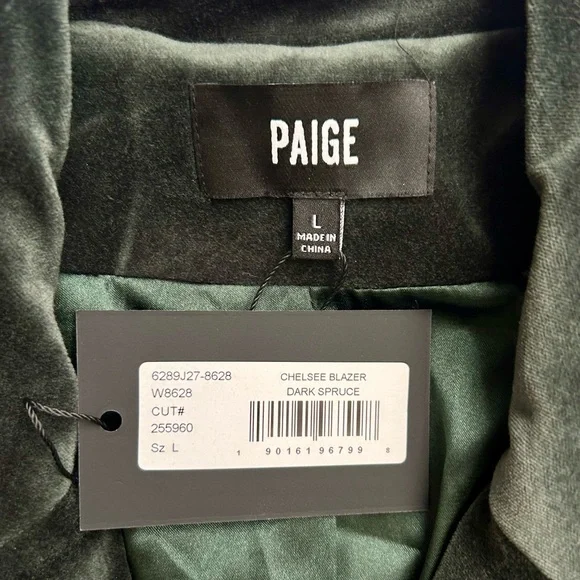 PAIGE
L
MADE IN
CHINA
6289J27-8628
W8628
CUT#
255960
Sz L
CHELSEE BLAZER
DARK SPRUCE
1 90161 96799 8